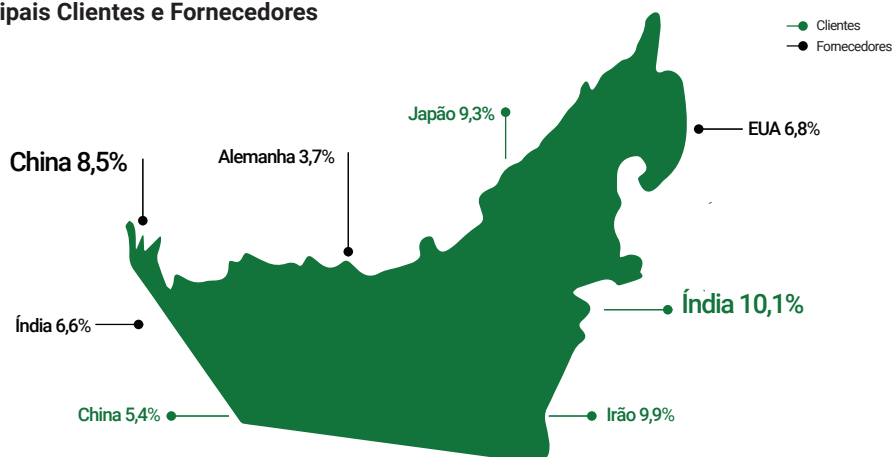 ipais Clientes e Fornecedores
Clientes
Fornecedores
Japão 9,3%
EUA 6,8%
China 8,5%
Alemanha 3,7%
Índia 10,1%
Índia 6,6%
China 5,4%
Irão 9,9%